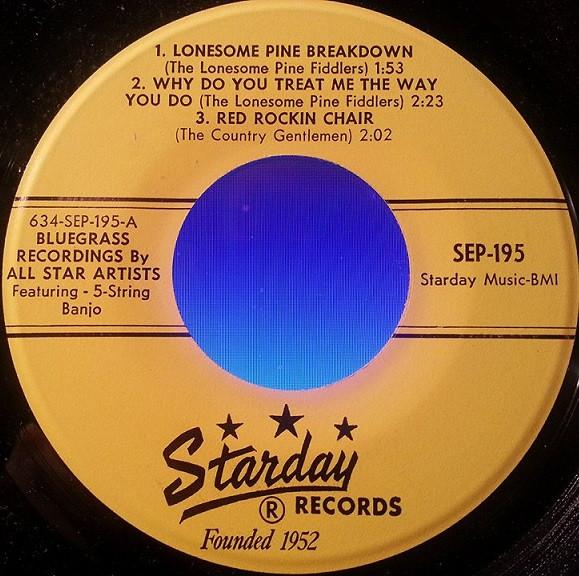 1. LONESOME PINE BREAKDOWN
(The Lonesome Pine Fiddlers) 1:53
2. WHY DO YOU TREAT ME THE WAY
YOU DO (The Lonesome Pine Fiddlers) 2:23
3. RED ROCKIN CHAIR
(The Country Gentlemen) 2:02
634-SEP-195-A
BLUEGRASS
RECORDINGS By
ALL STAR ARTISTS
Featuring - 5-String
Banjo
SEP-195
Starday Music-BMI
Starday
® RECORDS
Founded 1952